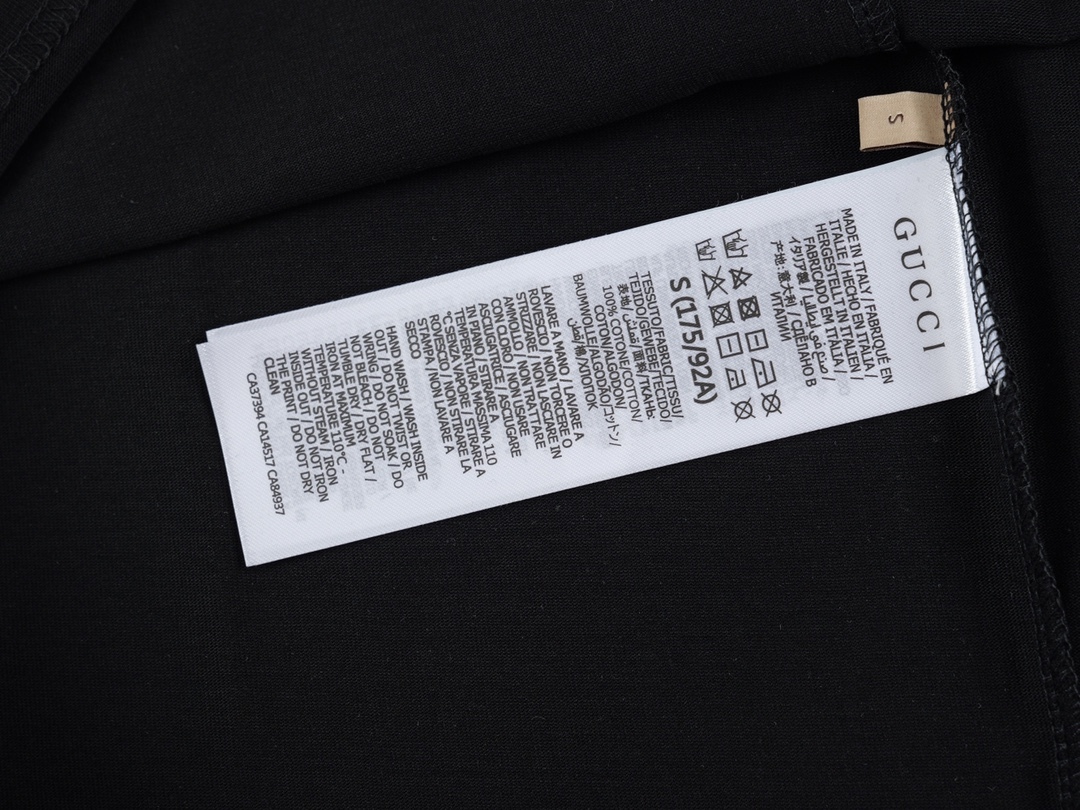 S
GUCCI
MADE IN ITALY / FABRIQUÉ EN
ITALIE / HECHO EN ITALIA /
HERGESTELLT IN ITALIEN /
FABRICADO EM ITÁLIA /
イタリア製 / صنع في إيطاليا /
产地: 意大利 / СДЕЛАНО В
ИТАЛИИ
S (175/92A)
TESSUTO/FABRIC/TISSU/
TEJIDO/GEWEBE/TECIDO/
表地/قماش/面料/ТКАНЬ:
100% COTONE/COTTON/
COTON/ALGODÓN/
BAUMWOLLE/ALGODÃO/コットン/
قطن/棉/ХЛОПОК
LAVARE A MANO / LAVARE A
ROVESCIO / NON TORCERE O
STRIZZARE / NON LASCIARE IN
AMMOLLO / NON TRATTARE
CON CLORO / NON USARE
ASCIUGATRICE / ASCIUGARE
IN PIANO / STIRARE A
TEMPERATURA MASSIMA 110
°C SENZA VAPORE / STIRARE A
ROVESCIO / NON STIRARE LA
STAMPA / NON LAVARE A
SECCO
HAND WASH / WASH INSIDE
OUT / DO NOT TWIST OR
WRING / DO NOT SOAK / DO
NOT BLEACH / DO NOT
TUMBLE DRY / DRY FLAT /
IRON AT MAXIMUM
TEMPERATURE 110°C -
WITHOUT STEAM / IRON
INSIDE OUT / DO NOT IRON
THE PRINT / DO NOT DRY
CLEAN
CA37394 CA14517 CA84937